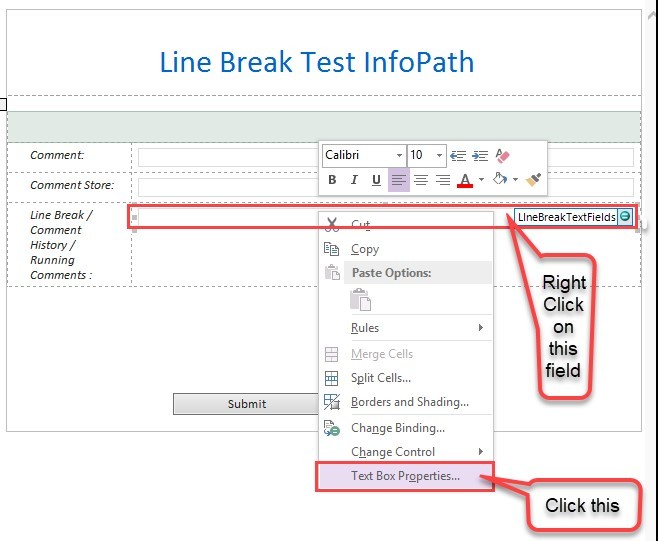 Line Break Test InfoPath
Comment:
Calibri 10
Comment Store:
B I U A
Line Break /
Comment
History /
Running
Comments :
LIneBreakTextFields
Cut
Copy
Paste Options:
Rules
Merge Cells
Split Cells...
Borders and Shading...
Change Binding...
Change Control
Text Box Properties...
Submit
Right
Click
on
this
field
Click this